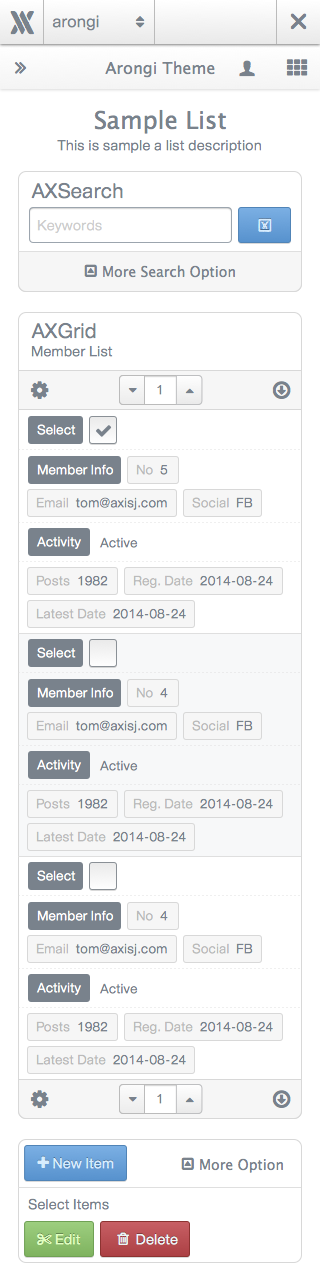 arongi
Arongi Theme
Sample List
This is sample a list description
AXSearch
Keywords
More Search Option
AXGrid
Member List
1
Select
Member Info No 5
Email tom@axisj.com Social FB
Activity Active
Posts 1982 Reg. Date 2014-08-24
Latest Date 2014-08-24
Select
Member Info No 4
Email tom@axisj.com Social FB
Activity Active
Posts 1982 Reg. Date 2014-08-24
Latest Date 2014-08-24
Select
Member Info No 4
Email tom@axisj.com Social FB
Activity Active
Posts 1982 Reg. Date 2014-08-24
Latest Date 2014-08-24
1
New Item More Option
Select Items
Edit Delete